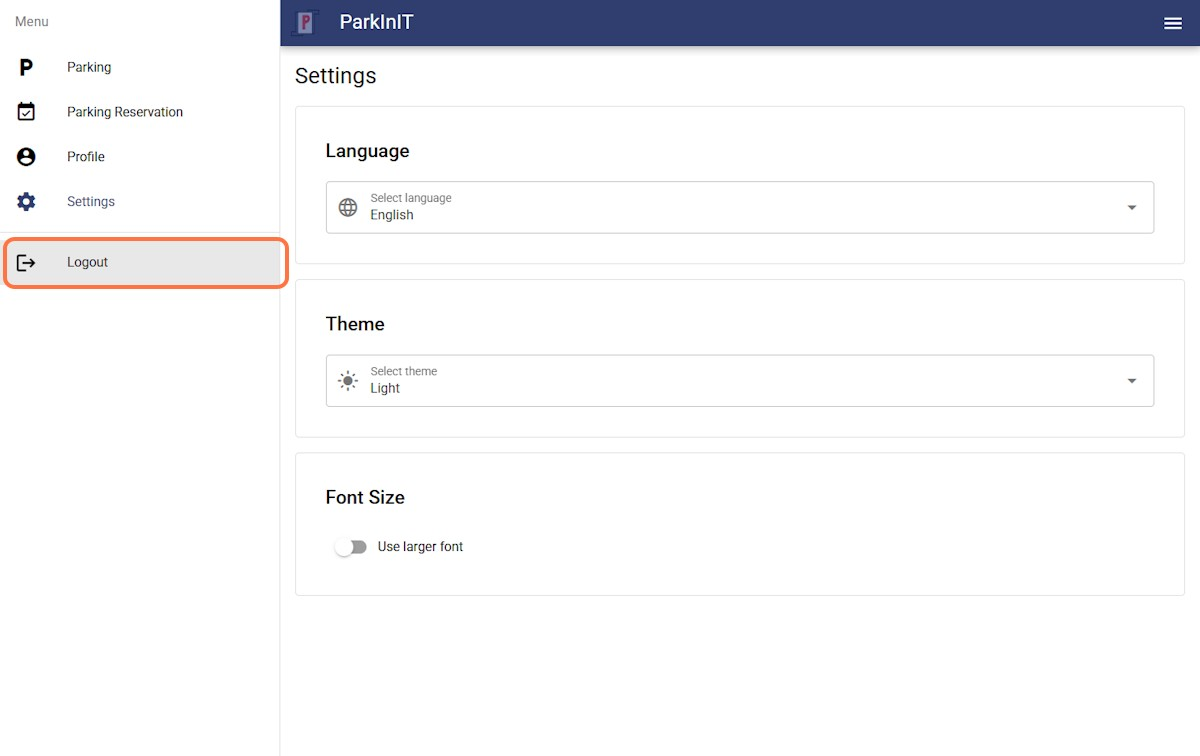 Menu
Parking
Parking Reservation
Profile
Settings
Logout
P ParkInIT
Settings
Language
Select language
English
Theme
Select theme
Light
Font Size
Use larger font